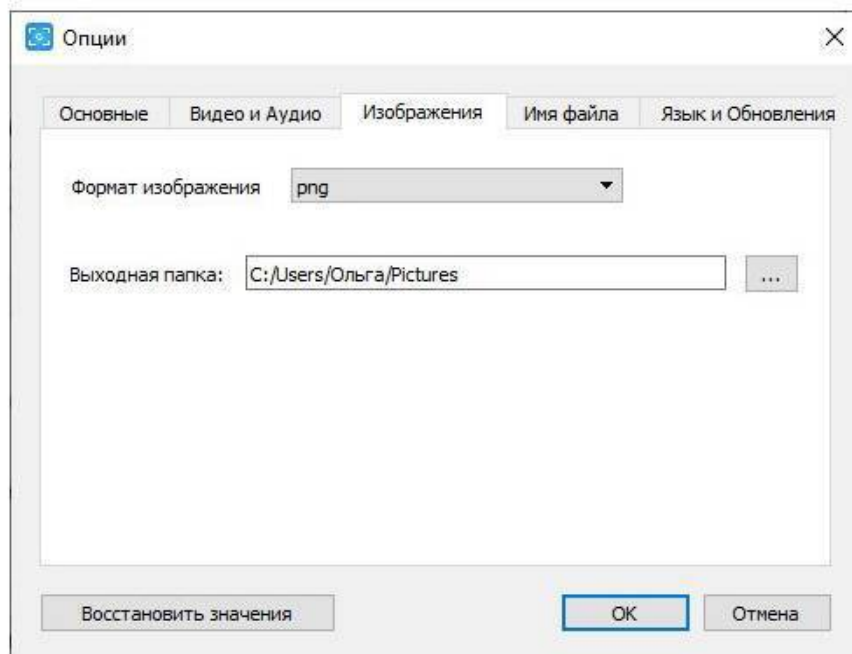 Опции
Основные Видео и Аудио Изображения Имя файла Язык и Обновления
Формат изображения png
Выходная папка: C:/Users/Ольга/Pictures ...
Восстановить значения OK Отмена